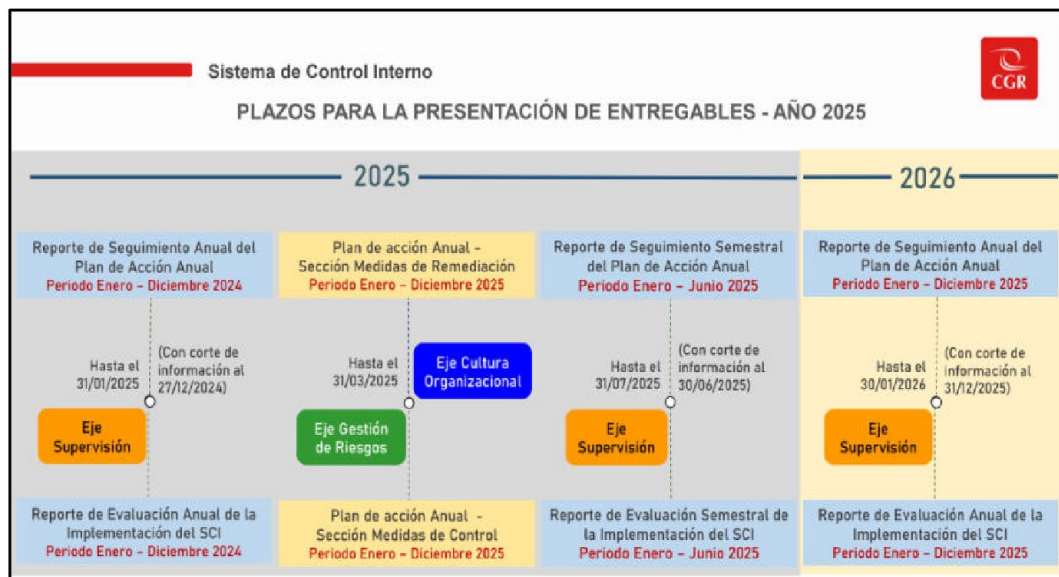 Sistema de Control Interno
CGR
PLAZOS PARA LA PRESENTACIÓN DE ENTREGABLES - AÑO 2025
2025
2026
Reporte de Seguimiento Anual del
Plan de Acción Anual
Periodo Enero – Diciembre 2024
Plan de acción Anual -
Sección Medidas de Remediación
Periodo Enero – Diciembre 2025
Reporte de Seguimiento Semestral
del Plan de Acción Anual
Periodo Enero – Junio 2025
Reporte de Seguimiento Anual del
Plan de Acción Anual
Periodo Enero – Diciembre 2025
Hasta el
31/01/2025
(Con corte de
información al
27/12/2024)
Eje
Supervisión
Hasta el
31/03/2025
Eje Cultura
Organizacional
Eje Gestión
de Riesgos
Hasta el
31/07/2025
(Con corte de
información al
30/06/2025)
Eje
Supervisión
Hasta el
30/01/2026
(Con corte de
información al
31/12/2025)
Eje
Supervisión
Reporte de Evaluación Anual de la
Implementación del SCI
Periodo Enero – Diciembre 2024
Plan de acción Anual -
Sección Medidas de Control
Periodo Enero – Diciembre 2025
Reporte de Evaluación Semestral de
la Implementación del SCI
Periodo Enero – Junio 2025
Reporte de Evaluación Anual de la
Implementación del SCI
Periodo Enero – Diciembre 2025